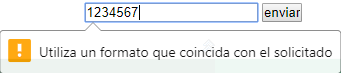 1234567 enviar
! Utiliza un formato que coincida con el solicitado